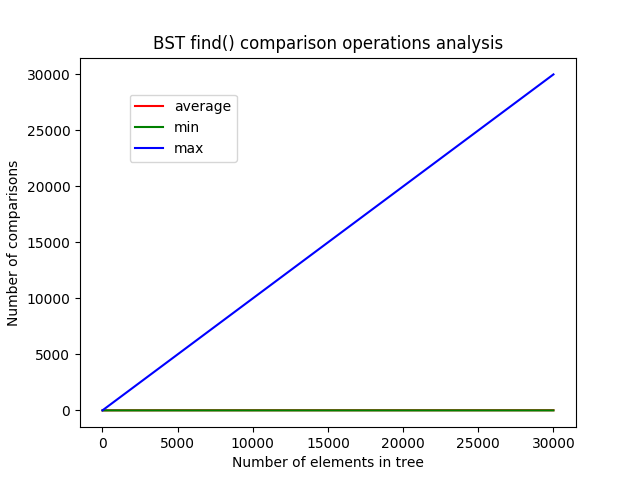 BST find() comparison operations analysis
30000
25000
20000
15000
10000
5000
0
Number of comparisons
average
min
max
0 5000 10000 15000 20000 25000 30000
Number of elements in tree